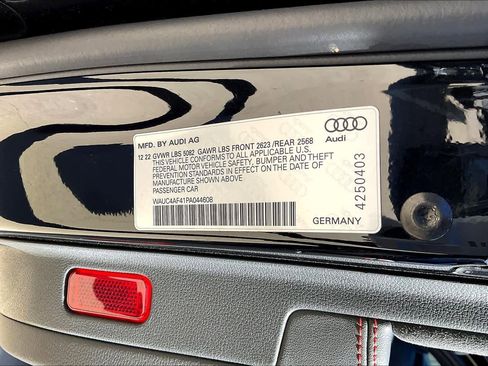 MFD. BY AUDI AG
12 22 GVWR LBS 5082 GAWR LBS FRONT 2623 /REAR 2568
THIS VEHICLE CONFORMS TO ALL APPLICABLE U.S.
FEDERAL MOTOR VEHICLE SAFETY, BUMPER AND THEFT
PREVENTION STANDARDS IN EFFECT ON THE DATE OF
MANUFACTURE SHOWN ABOVE
PASSENGER CAR
WAUC4AF41PA044608
Audi
4250403
GERMANY